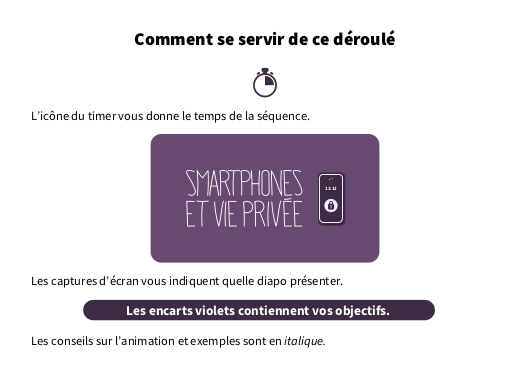 Comment se servir de ce déroulé
L'icône du timer vous donne le temps de la séquence.
SMARTPHONES
ET VIE PRIVÉE
Les captures d'écran vous indiquent quelle diapo présenter.
Les encarts violets contiennent vos objectifs.
Les conseils sur l'animation et exemples sont en italique.